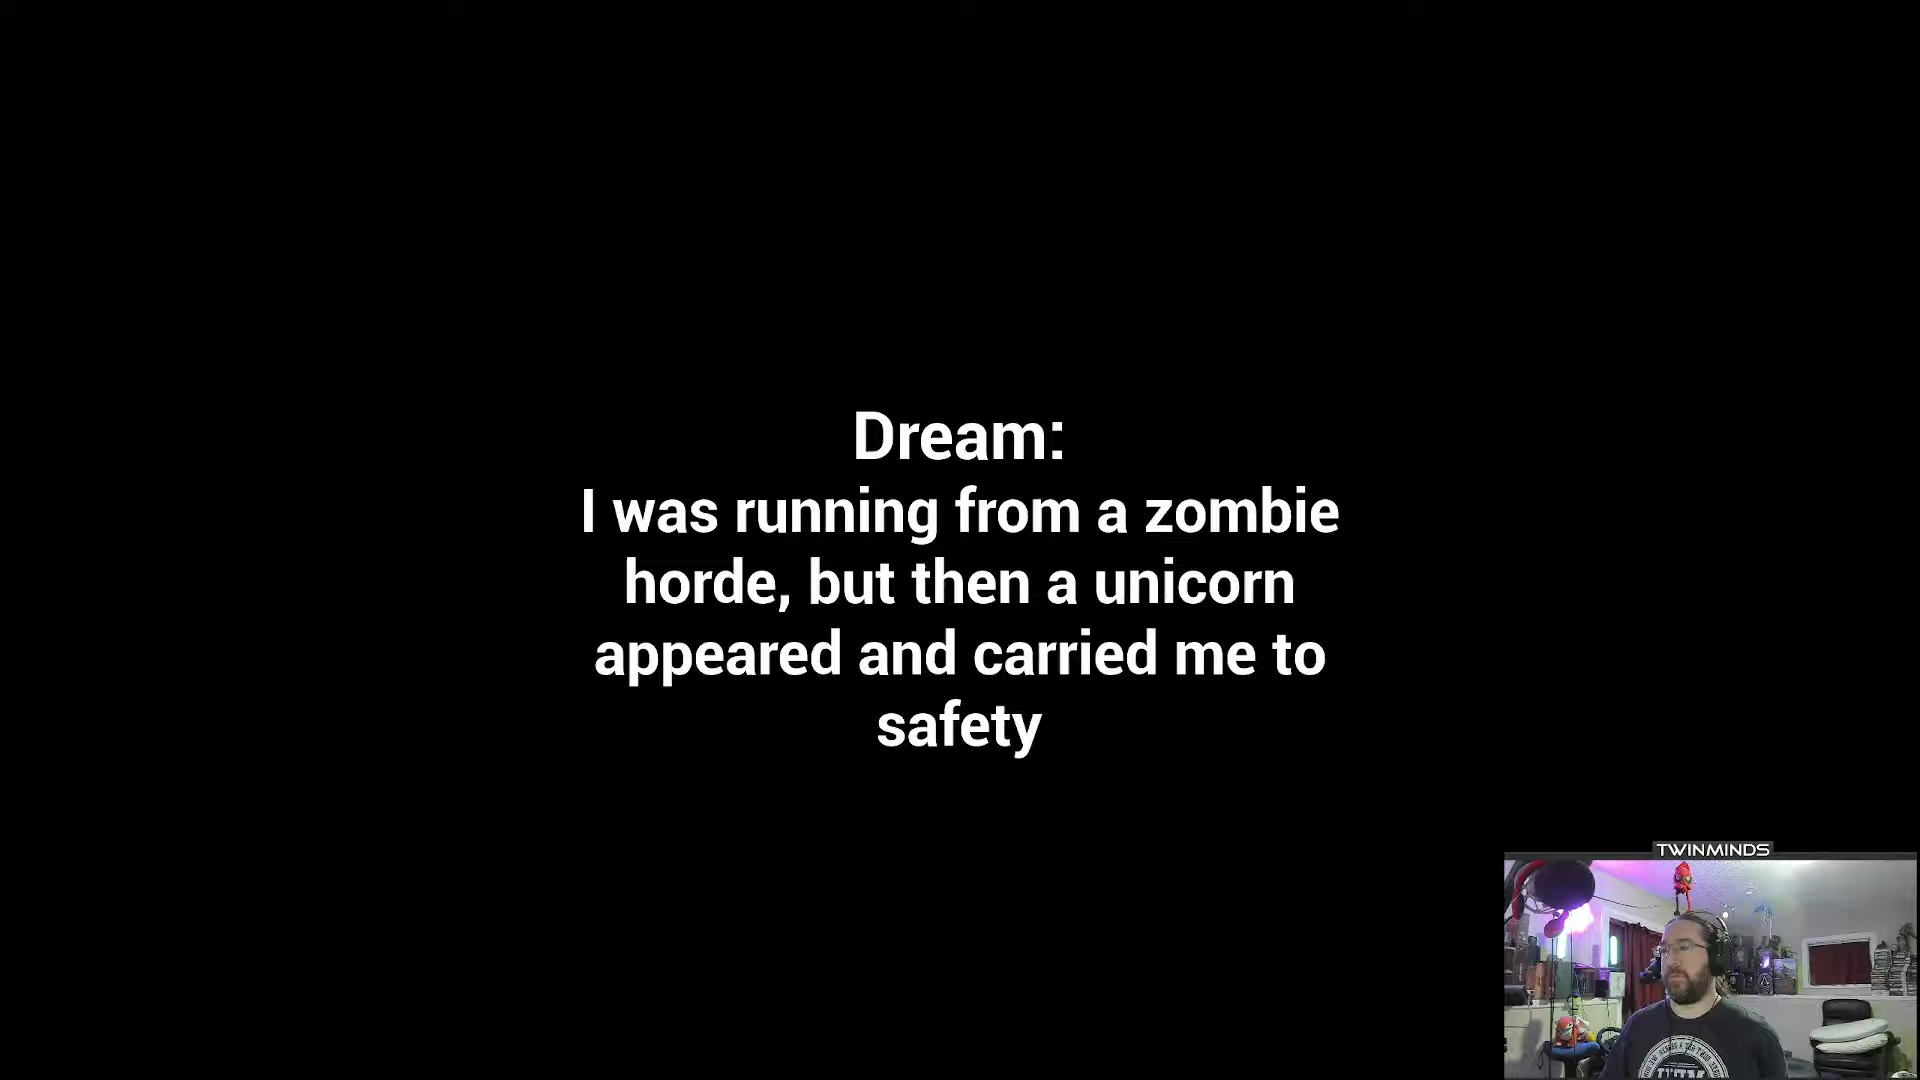 Dream:
I was running from a zombie
horde, but then a unicorn
appeared and carried me to
safety
TWINMINDS